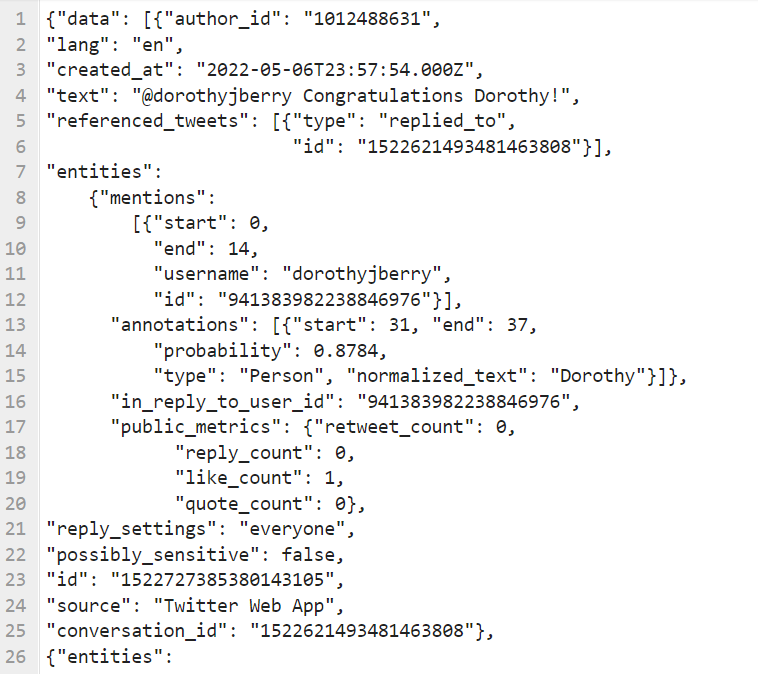 1 {"data": [{"author_id": "1012488631",
2 "lang": "en",
3 "created_at": "2022-05-06T23:57:54.000Z",
4 "text": "@dorothyjberry Congratulations Dorothy!",
5 "referenced_tweets": [{"type": "replied_to",
6 "id": "1522621493481463808"}],
7 "entities":
8 {"mentions":
9 [{"start": 0,
10 "end": 14,
11 "username": "dorothyjberry",
12 "id": "941383982238846976"}],
13 "annotations": [{"start": 31, "end": 37,
14 "probability": 0.8784,
15 "type": "Person", "normalized_text": "Dorothy"}]},
16 "in_reply_to_user_id": "941383982238846976",
17 "public_metrics": {"retweet_count": 0,
18 "reply_count": 0,
19 "like_count": 1,
20 "quote_count": 0},
21 "reply_settings": "everyone",
22 "possibly_sensitive": false,
23 "id": "1522727385380143105",
24 "source": "Twitter Web App",
25 "conversation_id": "1522621493481463808"},
26 {"entities":